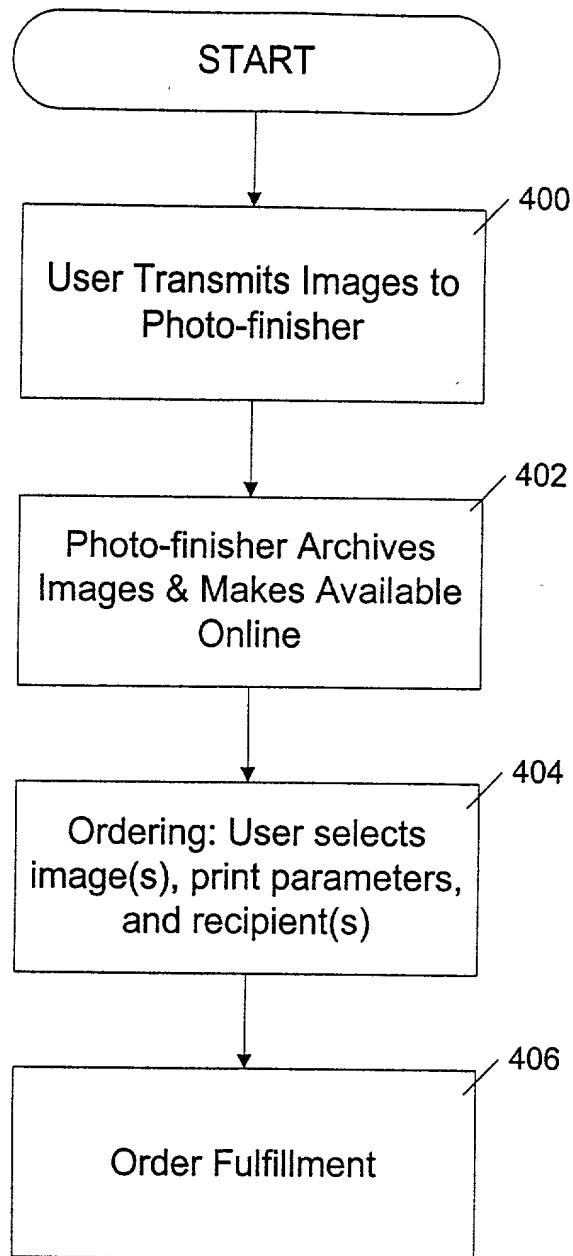 START
400
User Transmits Images to
Photo-finisher
402
Photo-finisher Archives
Images & Makes Available
Online
404
Ordering: User selects
image(s), print parameters,
and recipient(s)
406
Order Fulfillment